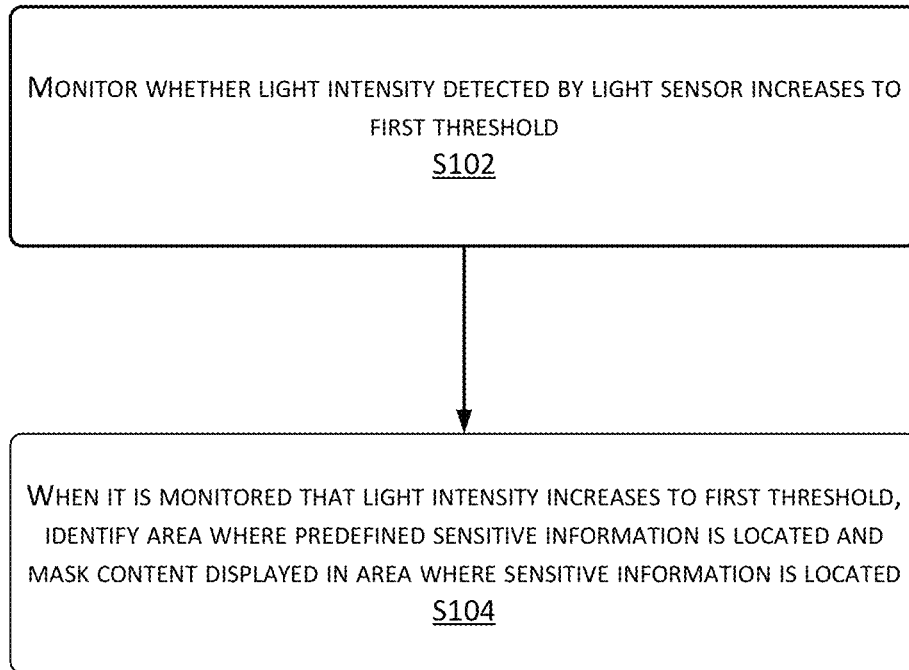 MONITOR WHETHER LIGHT INTENSITY DETECTED BY LIGHT SENSOR INCREASES TO
FIRST THRESHOLD
S102
WHEN IT IS MONITORED THAT LIGHT INTENSITY INCREASES TO FIRST THRESHOLD,
IDENTIFY AREA WHERE PREDEFINED SENSITIVE INFORMATION IS LOCATED AND
MASK CONTENT DISPLAYED IN AREA WHERE SENSITIVE INFORMATION IS LOCATED
S104